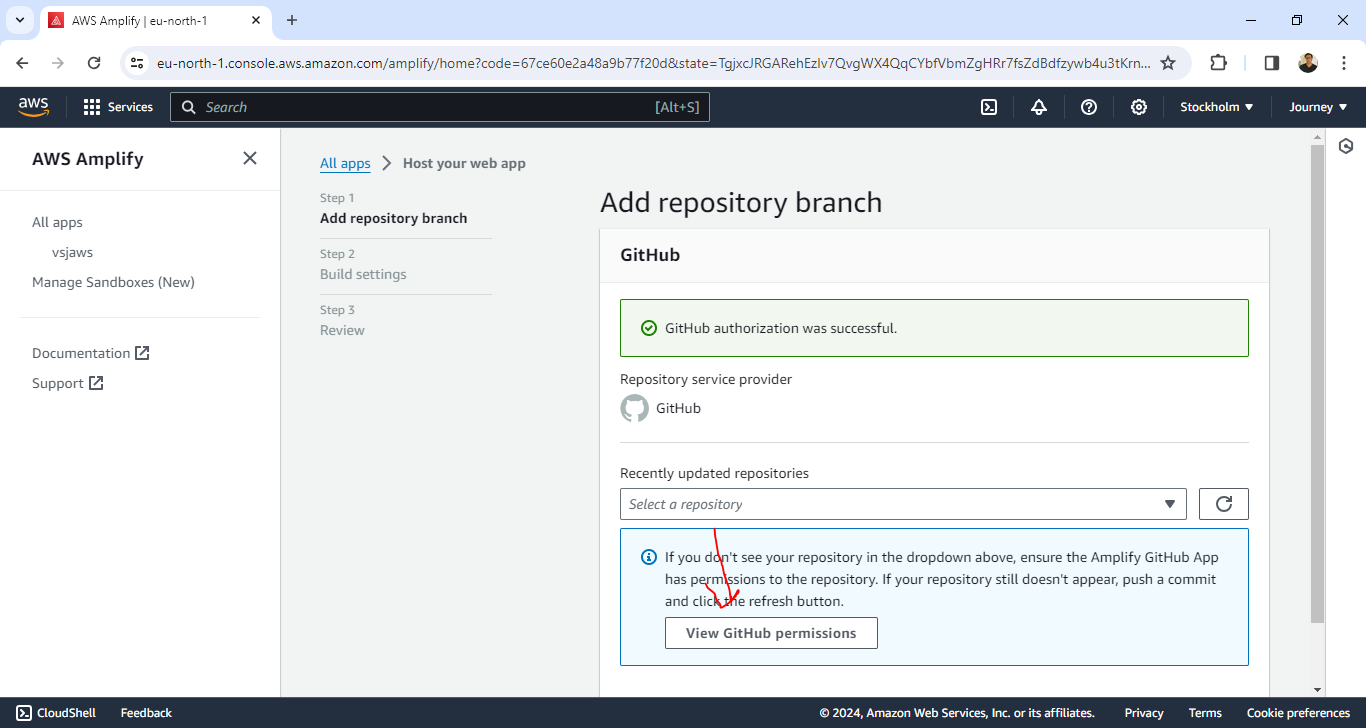 AWS Amplify | eu-north-1
eu-north-1.console.aws.amazon.com/amplify/home?code=67ce60e2a48a9b77f20d&state=TgjxcJRGARehEzlv7QvgWX4QqCYbfVbmZgHRr7fsZdBdfzywb4u3tKrn...
aws
Services
Search
[Alt+S]
Stockholm
Journey
AWS Amplify
All apps
vsjaws
Manage Sandboxes (New)
Documentation
Support
All apps
Host your web app
Step 1
Add repository branch
Step 2
Build settings
Step 3
Review
Add repository branch
GitHub
GitHub authorization was successful.
Repository service provider
GitHub
Recently updated repositories
Select a repository
If you don't see your repository in the dropdown above, ensure the Amplify GitHub App
has permissions to the repository. If your repository still doesn't appear, push a commit
and click the refresh button.
View GitHub permissions
CloudShell
Feedback
© 2024, Amazon Web Services, Inc. or its affiliates.
Privacy
Terms
Cookie preferences